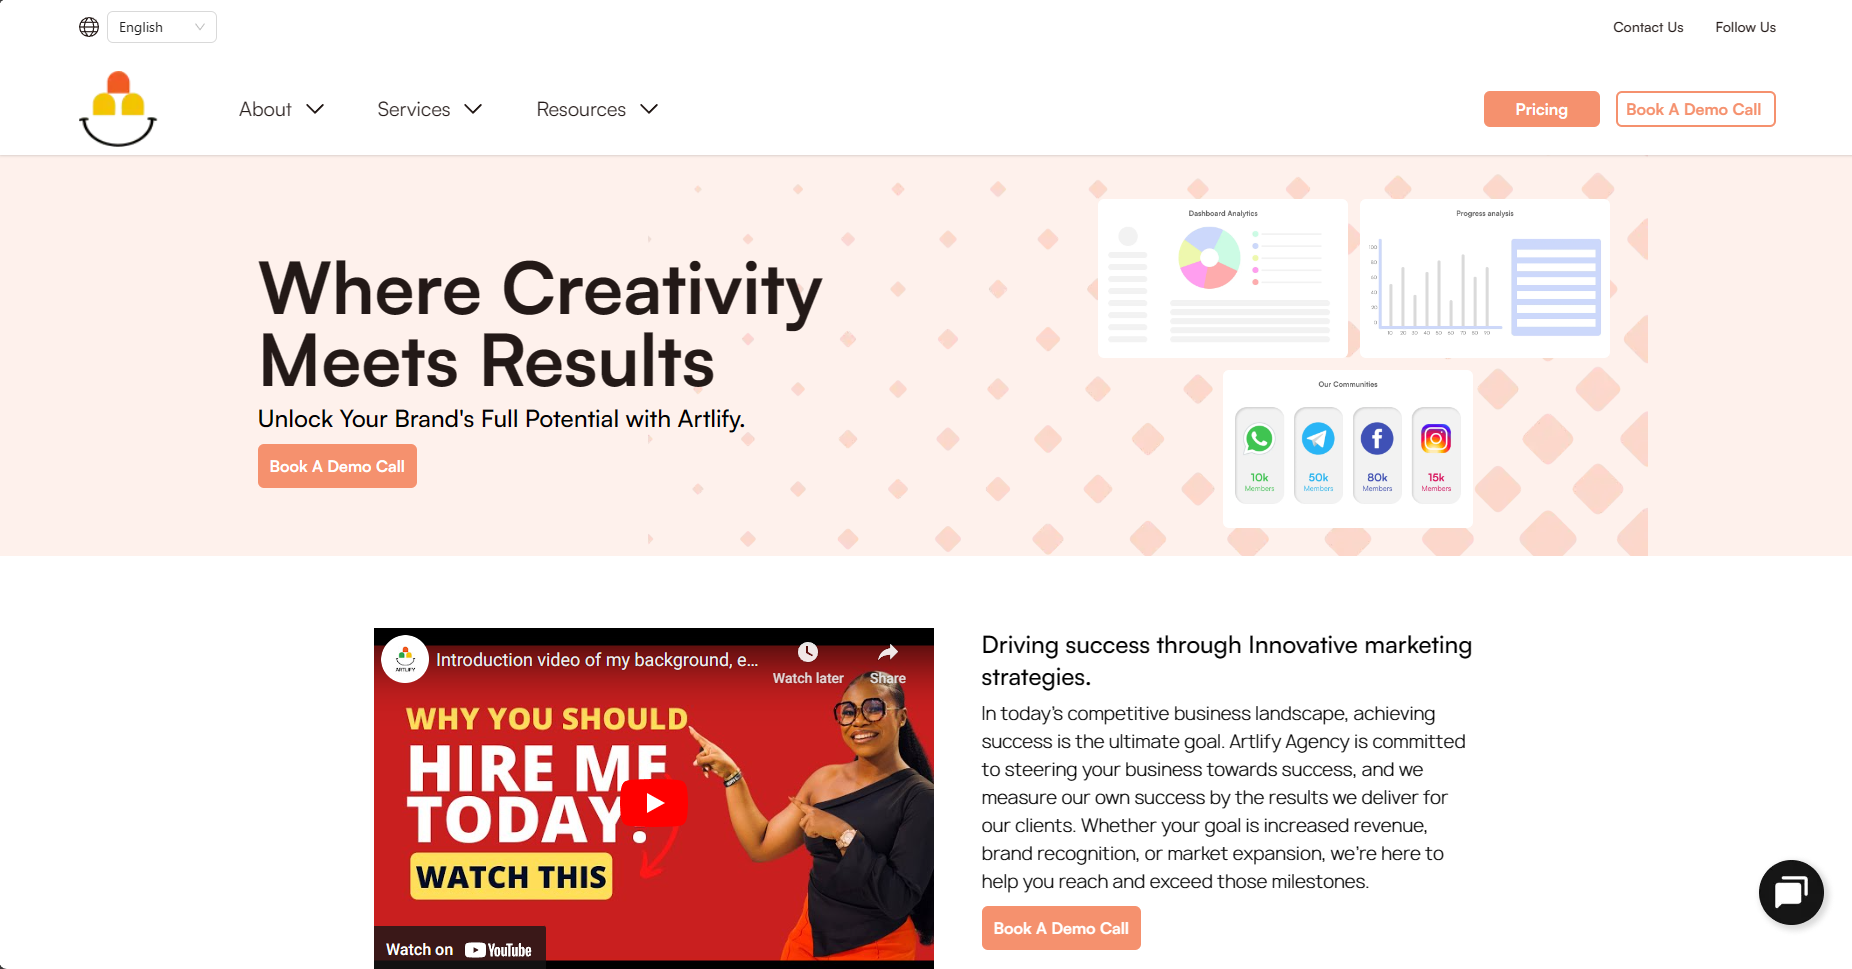 English
Contact Us
Follow Us
About
Services
Resources
Pricing
Book A Demo Call
Where Creativity
Meets Results
Unlock Your Brand's Full Potential with Artlify.
Book A Demo Call
Dashboard Analytics
Progress analysis
Our Communities
10k
Members
50k
Members
80k
Members
15k
Members
ARTLIFY
Introduction video of my background, e...
Watch later
Share
WHY YOU SHOULD
HIRE ME
TODAY.
WATCH THIS
Watch on YouTube
Driving success through Innovative marketing
strategies.
In today's competitive business landscape, achieving
success is the ultimate goal. Artlify Agency is committed
to steering your business towards success, and we
measure our own success by the results we deliver for
our clients. Whether your goal is increased revenue,
brand recognition, or market expansion, we're here to
help you reach and exceed those milestones.
Book A Demo Call